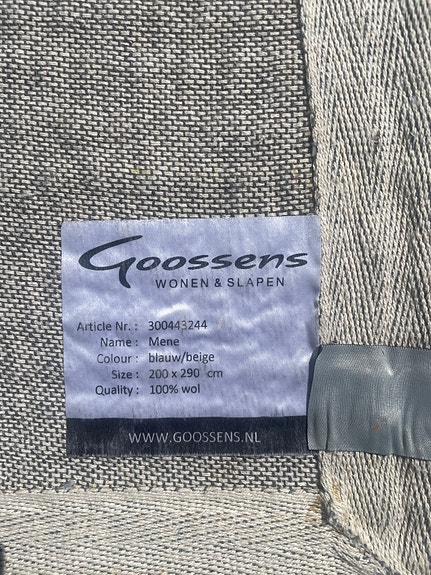 Goossens
WONEN & SLAPEN
Article Nr. : 300443244
Name : Mene
Colour : blauw/beige
Size : 200 x 290 cm
Quality : 100% wol
WWW.GOOSSENS.NL